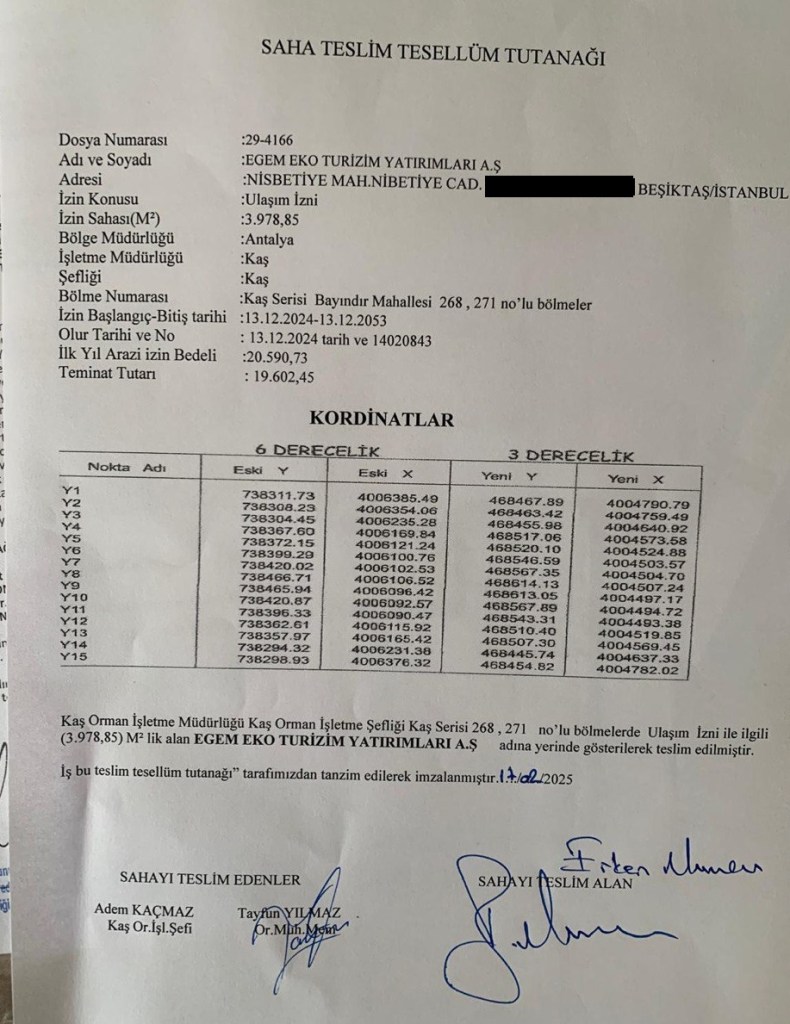 SAHA TESLİM TESELLÜM TUTANAĞI
Dosya Numarası :29-4166
Adı ve Soyadı :EGEM EKO TURİZİM YATIRIMLARI A.Ş
Adresi :NİSBETİYE MAH.NİBETİYE CAD. BEŞİKTAŞ/İSTANBUL
İzin Konusu :Ulaşım İzni
İzin Sahası(M²) :3.978,85
Bölge Müdürlüğü :Antalya
İşletme Müdürlüğü :Kaş
Şefliği :Kaş
Bölme Numarası :Kaş Serisi Bayındır Mahallesi 268 , 271 no'lu bölmeler
İzin Başlangıç-Bitiş tarihi :13.12.2024-13.12.2053
Olur Tarihi ve No : 13.12.2024 tarih ve 14020843
İlk Yıl Arazi izin Bedeli :20.590,73
Teminat Tutarı : 19.602,45
KORDİNATLAR
6 DERECELİK 3 DERECELİK
Nokta Adı Eski Y Eski X Yeni Y Yeni X
Y1 738311.73 4006385.49 468467.89 4004790.79
Y2 738308.23 4006354.06 468463.42 4004759.49
Y3 738304.45 4006235.28 468455.98 4004640.92
Y4 738367.60 4006169.84 468517.06 4004573.58
Y5 738372.15 4006121.24 468520.10 4004524.88
Y6 738399.29 4006100.76 468546.59 4004503.57
Y7 738420.02 4006102.53 468567.35 4004504.70
Y8 738466.71 4006106.52 468614.13 4004507.24
Y9 738465.94 4006096.42 468613.05 4004497.17
Y10 738420.87 4006092.57 468567.89 4004494.72
Y11 738396.33 4006090.47 468543.31 4004493.38
Y12 738362.61 4006115.92 468510.40 4004519.85
Y13 738357.97 4006165.42 468507.30 4004569.45
Y14 738294.32 4006231.38 468445.74 4004637.33
Y15 738298.93 4006376.32 468454.82 4004782.02
Kaş Orman İşletme Müdürlüğü Kaş Orman İşletme Şefliği Kaş Serisi 268 , 271 no'lu bölmelerde Ulaşım İzni ile ilgili
(3.978,85) M² lik alan EGEM EKO TURİZİM YATIRIMLARI A.Ş adına yerinde gösterilerek teslim edilmiştir.
İş bu teslim tesellüm tutanağı" tarafımızdan tanzim edilerek imzalanmıştır.17/02/2025
SAHAYI TESLİM EDENLER SAHAYI TESLİM ALAN
Adem KAÇMAZ Tayfun YILMAZ
Kaş Or.İşl.Şefi Or.Müh.Mem